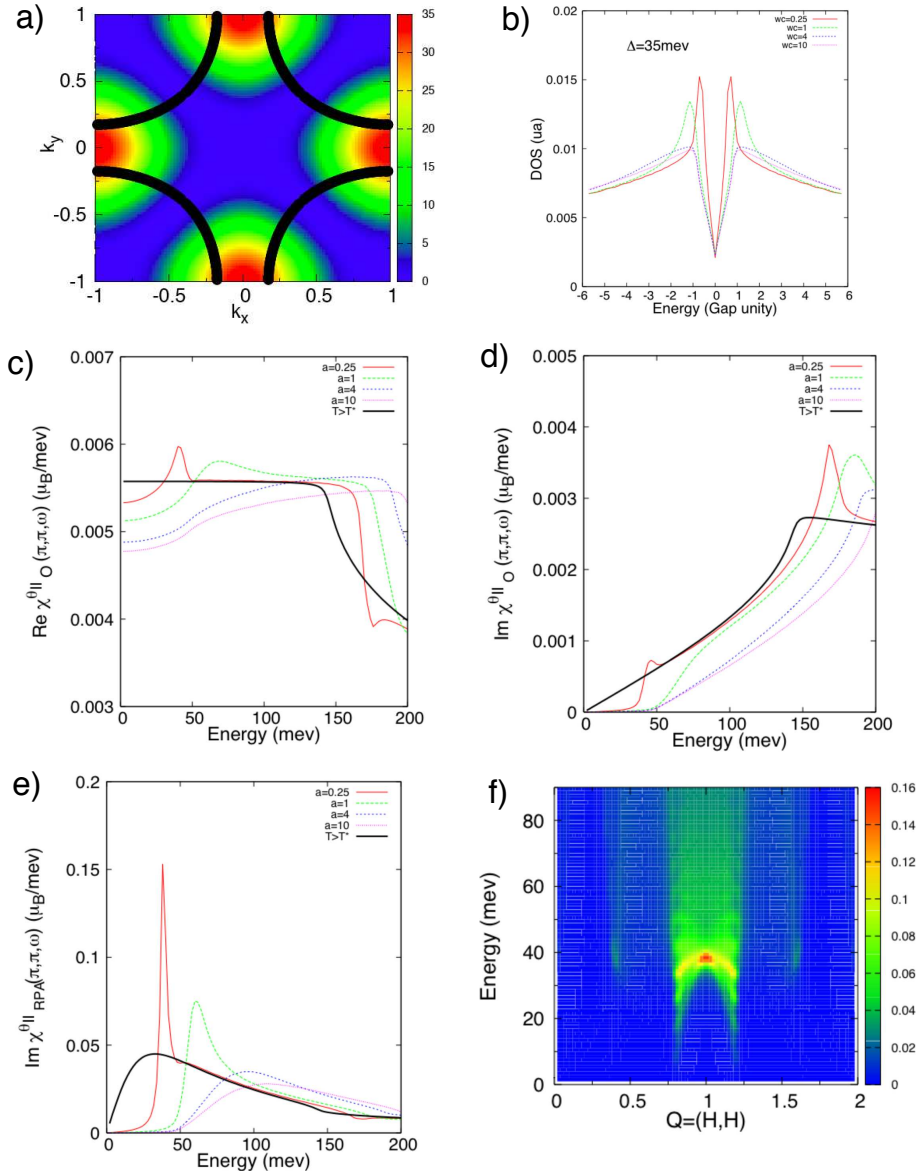 a)
1
0.5
k_y
0
-0.5
-1
-1
-0.5
0
0.5
1
k_x
35
30
25
20
15
10
5
0
b)
wc=0.25
wc=1
wc=4
wc=10
Δ=35mev
DOS (ua)
0.02
0.015
0.01
0.005
0
-6 -5 -4 -3 -2 -1 0 1 2 3 4 5 6
Energy (Gap unity)
c)
a=0.25
a=1
a=4
a=10
T>T*
Re χ^θII_O (π,π,ω) (μ_B/mev)
0.007
0.006
0.005
0.004
0.003
0 50 100 150 200
Energy (mev)
d)
a=0.25
a=1
a=4
a=10
T>T*
Im χ^θII_O (π,π,ω) (μ_B/mev)
0.005
0.004
0.003
0.002
0.001
0
0 50 100 150 200
Energy (mev)
e)
a=0.25
a=1
a=4
a=10
T>T*
Im χ^θII_RPA(π,π,ω) (μ_B/mev)
0.2
0.15
0.1
0.05
0
0 50 100 150 200
Energy (mev)
f)
Energy (mev)
90
80
70
60
50
40
30
20
10
0
0 0.5 1 1.5 2
Q=(H,H)
0.16
0.14
0.12
0.1
0.08
0.06
0.04
0.02
0